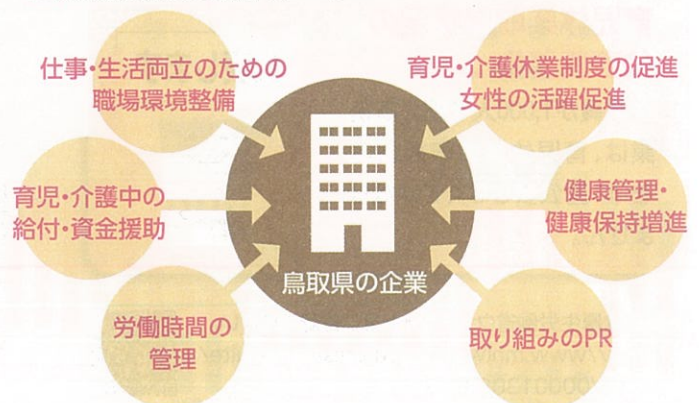 仕事・生活両立のための
職場環境整備
育児・介護休業制度の促進
女性の活躍促進
育児・介護中の
給付・資金援助
健康管理・
健康保持増進
鳥取県の企業
労働時間の
管理
取り組みのPR